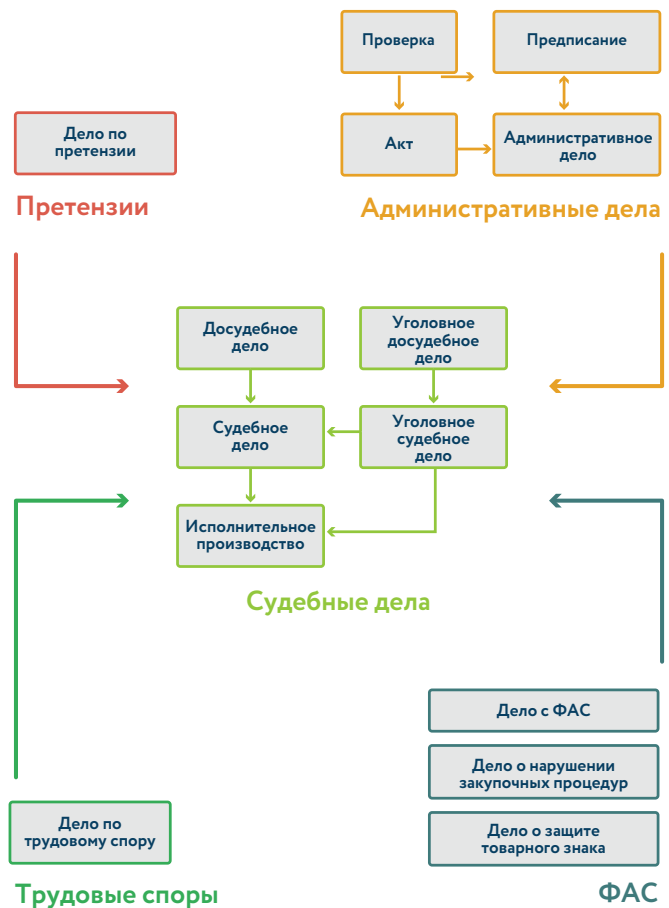 Проверка
Предписание
Дело по
претензии
Акт
Административное
дело
Претензии
Административные дела
Досудебное
дело
Уголовное
досудебное
дело
Судебное
дело
Уголовное
судебное
дело
Исполнительное
производство
Судебные дела
Дело с ФАС
Дело о нарушении
закупочных процедур
Дело по
трудовому спору
Дело о защите
товарного знака
Трудовые споры
ФАС